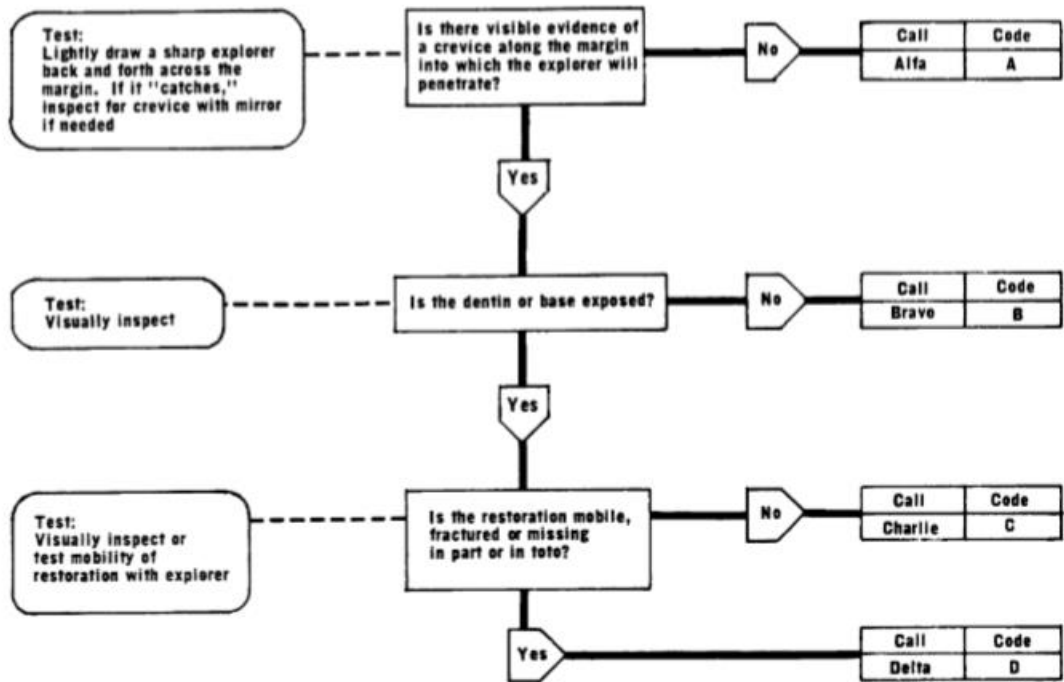 Test:
Lightly draw a sharp explorer
back and forth across the
margin. If it "catches,"
inspect for crevice with mirror
if needed
Is there visible evidence of
a crevice along the margin
into which the explorer will
penetrate?
No
Call Code
Alfa A
Yes
Test:
Visually inspect
Is the dentin or base exposed?
No
Call Code
Bravo B
Yes
Test:
Visually inspect or
test mobility of
restoration with explorer
Is the restoration mobile,
fractured or missing
in part or in toto?
No
Call Code
Charlie C
Yes
Call Code
Delta D